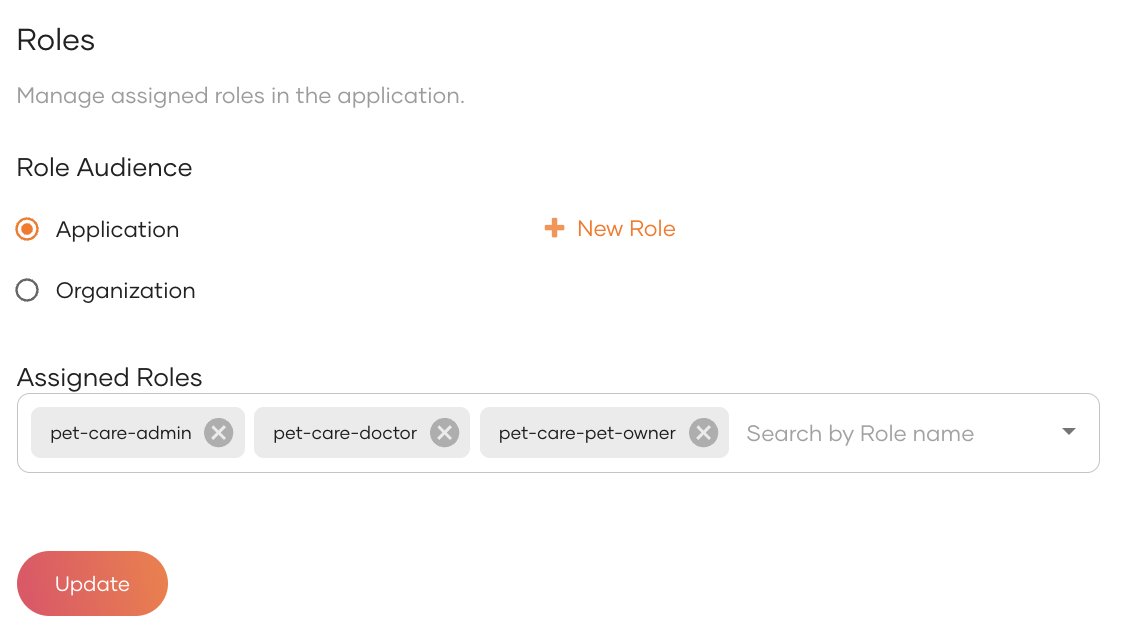 Roles
Manage assigned roles in the application.
Role Audience
Application
New Role
Organization
Assigned Roles
pet-care-admin pet-care-doctor pet-care-pet-owner Search by Role name
Update